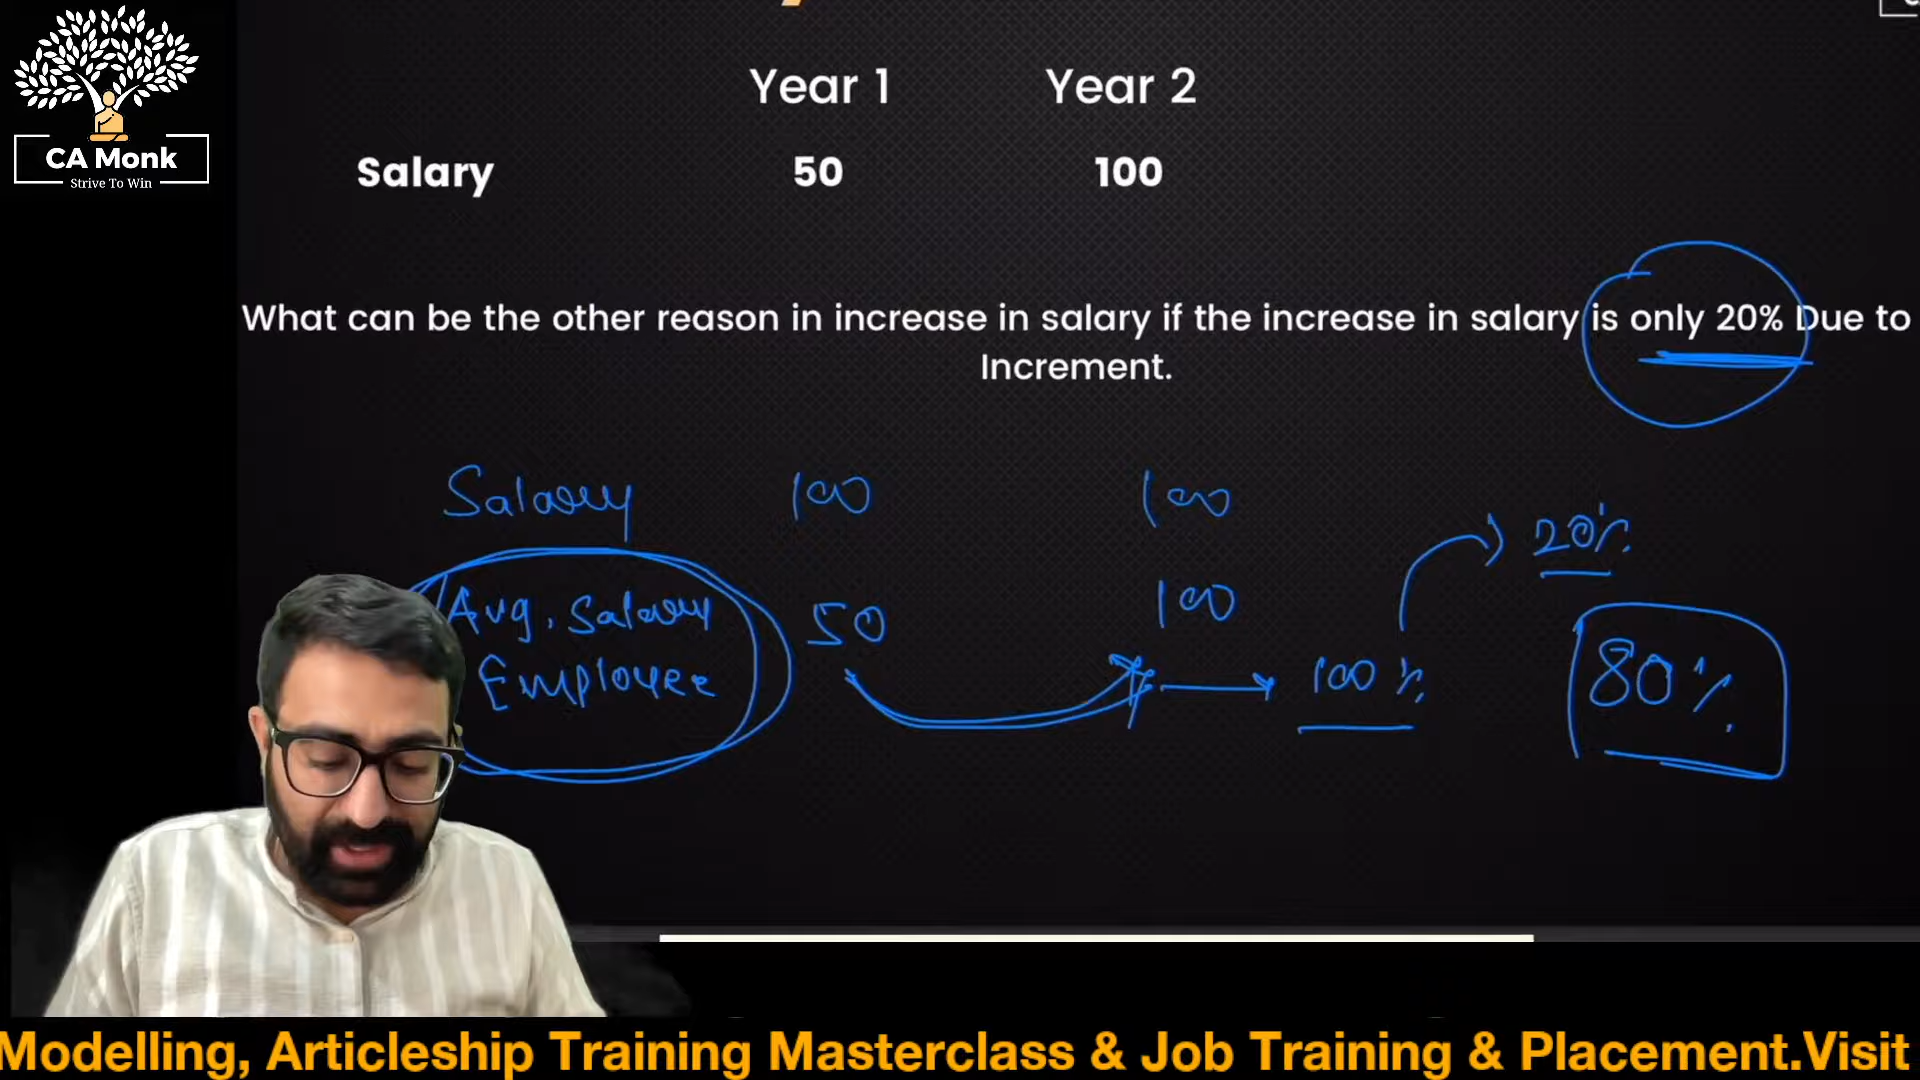 CA Monk
Strive To Win
Year 1 Year 2
Salary 50 100
What can be the other reason in increase in salary if the increase in salary is only 20% Due to
Increment.
Salary 100 100
20%
Avg. Salary 50 100
Employee 100% 80%
Modelling, Articleship Training Masterclass & Job Training & Placement.Visit